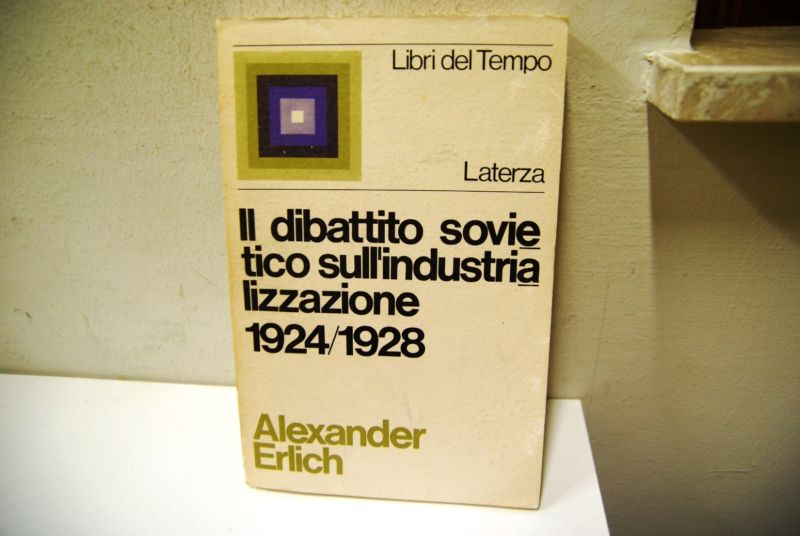 Libri del Tempo
Laterza
Il dibattito sovie
tico sull'industria
lizzazione
1924/1928
Alexander
Erlich